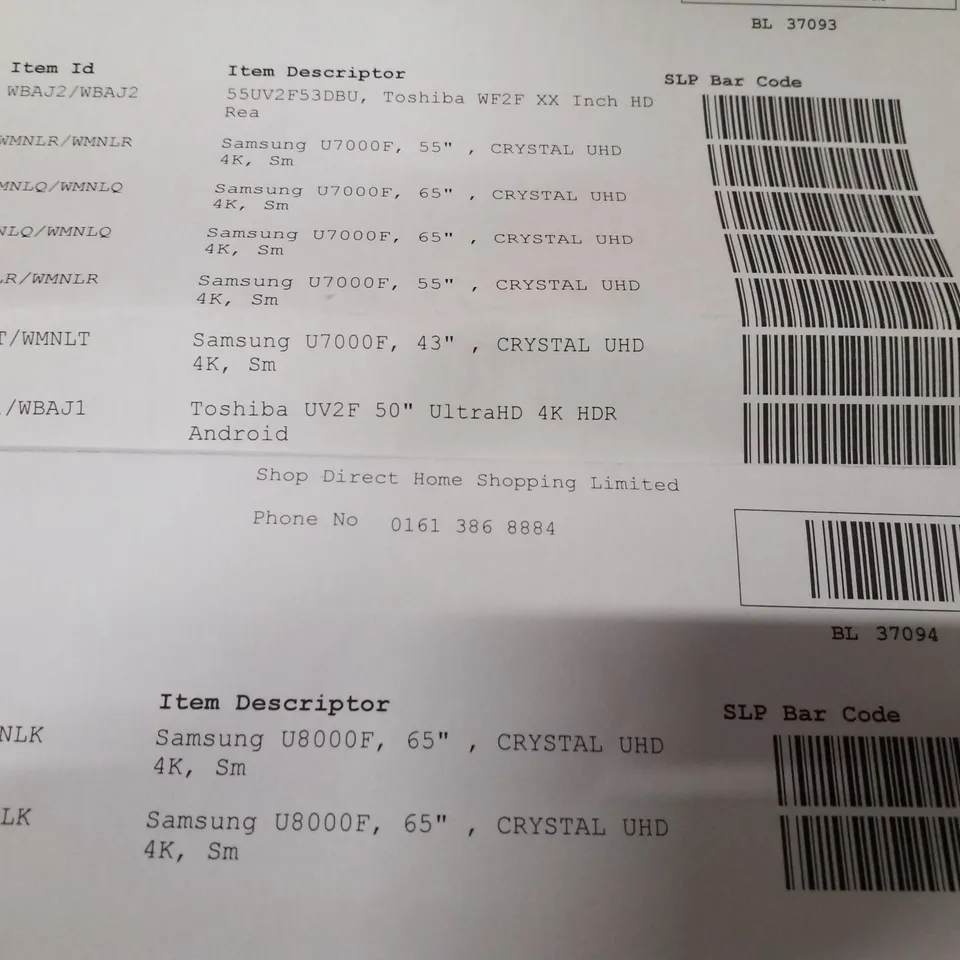 BL 37093
Item Id Item Descriptor SLP Bar Code
WBAJ2/WBAJ2 55UV2F53DBU, Toshiba WF2F XX Inch HD
Rea
WMNLR/WMNLR Samsung U7000F, 55" , CRYSTAL UHD
4K, Sm
MNLQ/WMNLQ Samsung U7000F, 65" , CRYSTAL UHD
4K, Sm
NLQ/WMNLQ Samsung U7000F, 65" , CRYSTAL UHD
4K, Sm
LR/WMNLR Samsung U7000F, 55" , CRYSTAL UHD
4K, Sm
T/WMNLT Samsung U7000F, 43" , CRYSTAL UHD
4K, Sm
/WBAJ1 Toshiba UV2F 50" UltraHD 4K HDR
Android
Shop Direct Home Shopping Limited
Phone No 0161 386 8884
BL 37094
Item Descriptor SLP Bar Code
NLK Samsung U8000F, 65" , CRYSTAL UHD
4K, Sm
LK Samsung U8000F, 65" , CRYSTAL UHD
4K, Sm